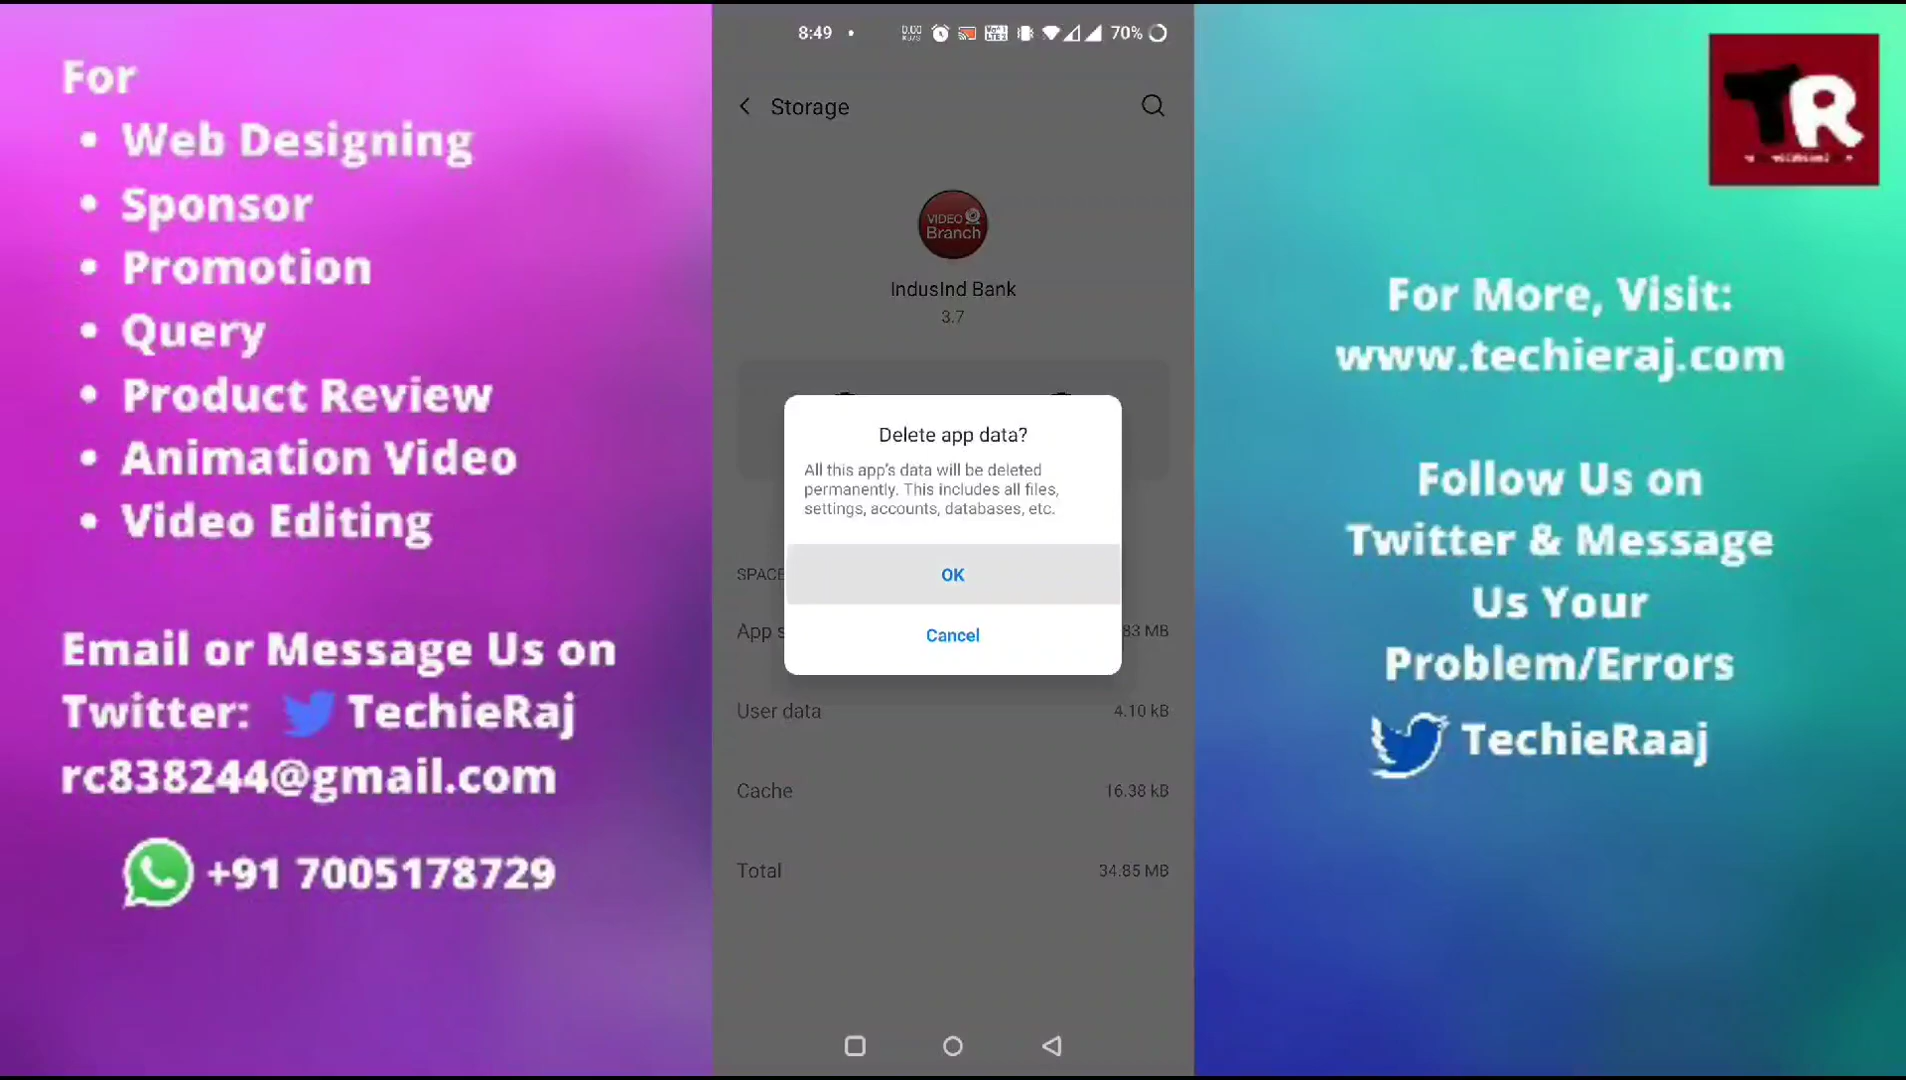 For
• Web Designing
• Sponsor
• Promotion
• Query
• Product Review
• Animation Video
• Video Editing
Email or Message Us on
Twitter: TechieRaj
rc838244@gmail.com
+91 7005178729
8:49 • 70%
Storage
VIDEO
Branch
IndusInd Bank
3.7
Delete app data?
All this app's data will be deleted
permanently. This includes all files,
settings, accounts, databases, etc.
OK
Cancel
SPACE
App s 83 MB
User data 4.10 kB
Cache 16.38 kB
Total 34.85 MB
TR
For More, Visit:
www.techieraj.com
Follow Us on
Twitter & Message
Us Your
Problem/Errors
TechieRaaj